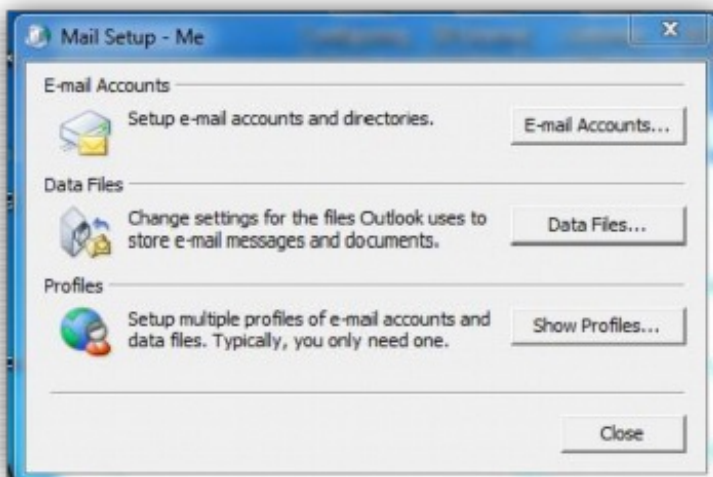 Mail Setup - Me
E-mail Accounts
Setup e-mail accounts and directories.
E-mail Accounts...
Data Files
Change settings for the files Outlook uses to
store e-mail messages and documents.
Data Files...
Profiles
Setup multiple profiles of e-mail accounts and
data files. Typically, you only need one.
Show Profiles...
Close